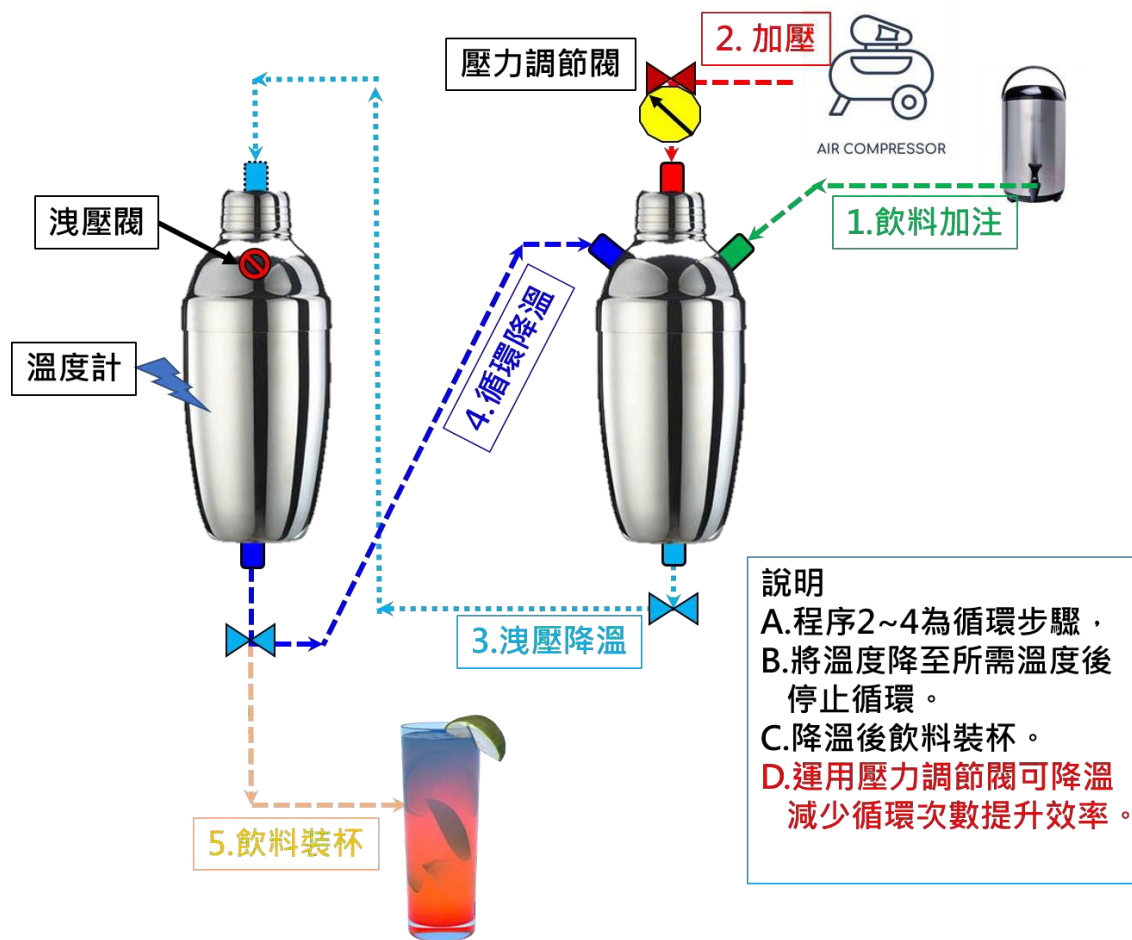 2. 加壓
壓力調節閥
AIR COMPRESSOR
洩壓閥
1.飲料加注
4.循環降溫
溫度計
3.洩壓降溫
說明
A.程序2~4為循環步驟，
B.將溫度降至所需溫度後
停止循環。
C.降溫後飲料裝杯。
D.運用壓力調節閥可降溫
減少循環次數提升效率。
5.飲料裝杯